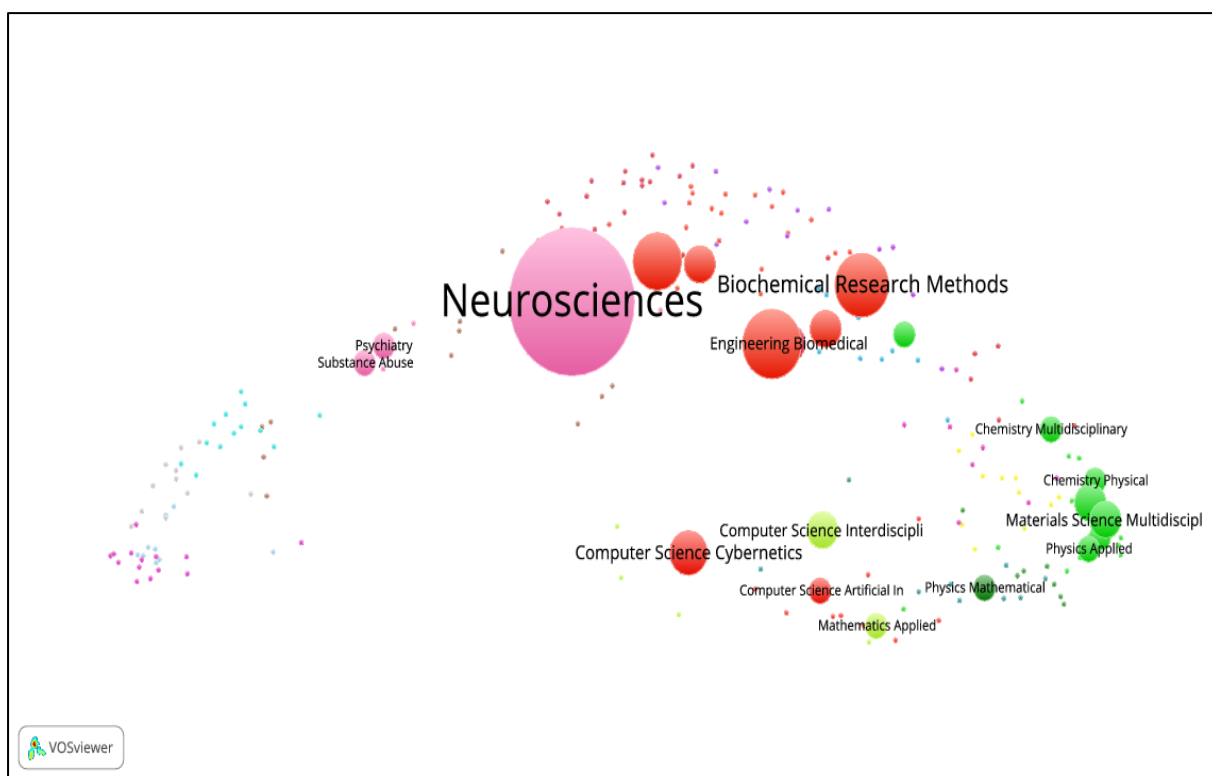 Neurosciences
Biochemical Research Methods
Engineering Biomedical
Psychiatry
Substance Abuse
Chemistry Multidisciplinary
Chemistry Physical
Materials Science Multidiscipl
Computer Science Interdiscipli
Physics Applied
Computer Science Cybernetics
Computer Science Artificial In
Physics Mathematical
Mathematics Applied
VOSviewer